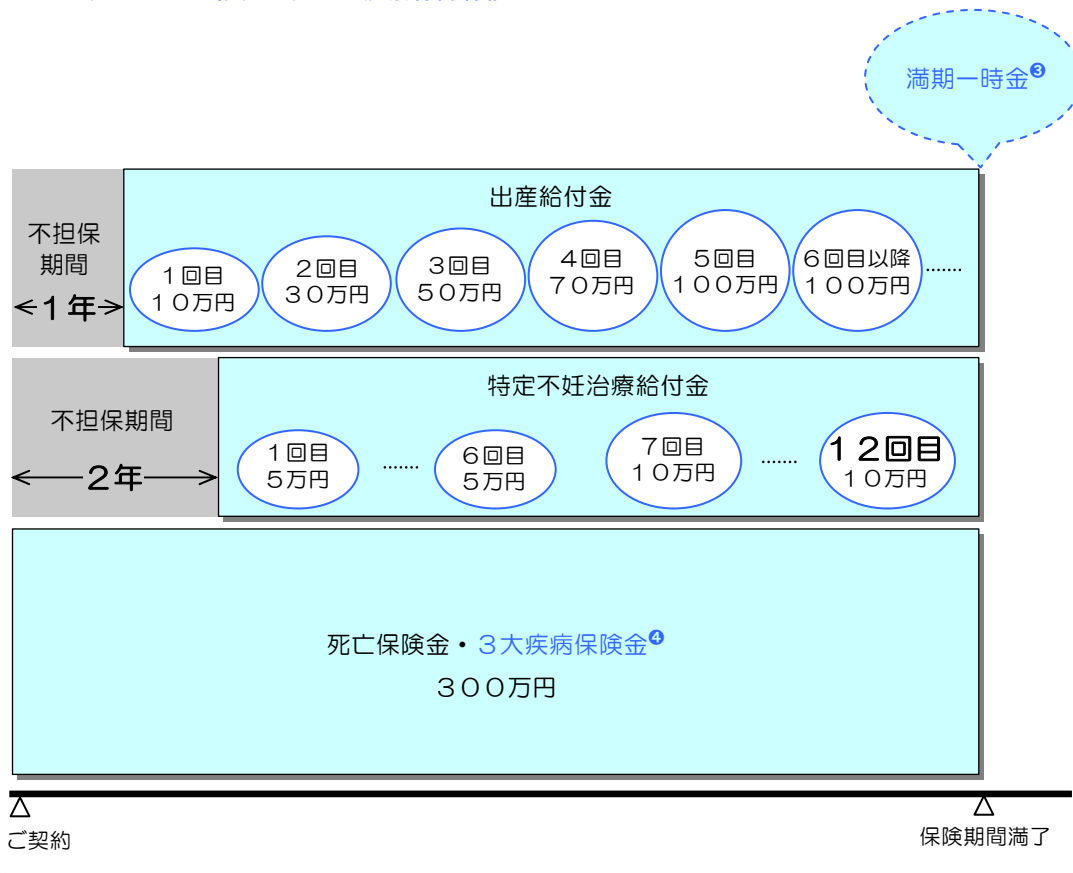 満期一時金❸
出産給付金
不担保
期間
1年
1回目
10万円
2回目
30万円
3回目
50万円
4回目
70万円
5回目
100万円
6回目以降
100万円
.......
特定不妊治療給付金
不担保期間
2年
1回目
5万円
.......
6回目
5万円
7回目
10万円
.......
12回目
10万円
死亡保険金・3大疾病保険金❹
300万円
ご契約
保険期間満了